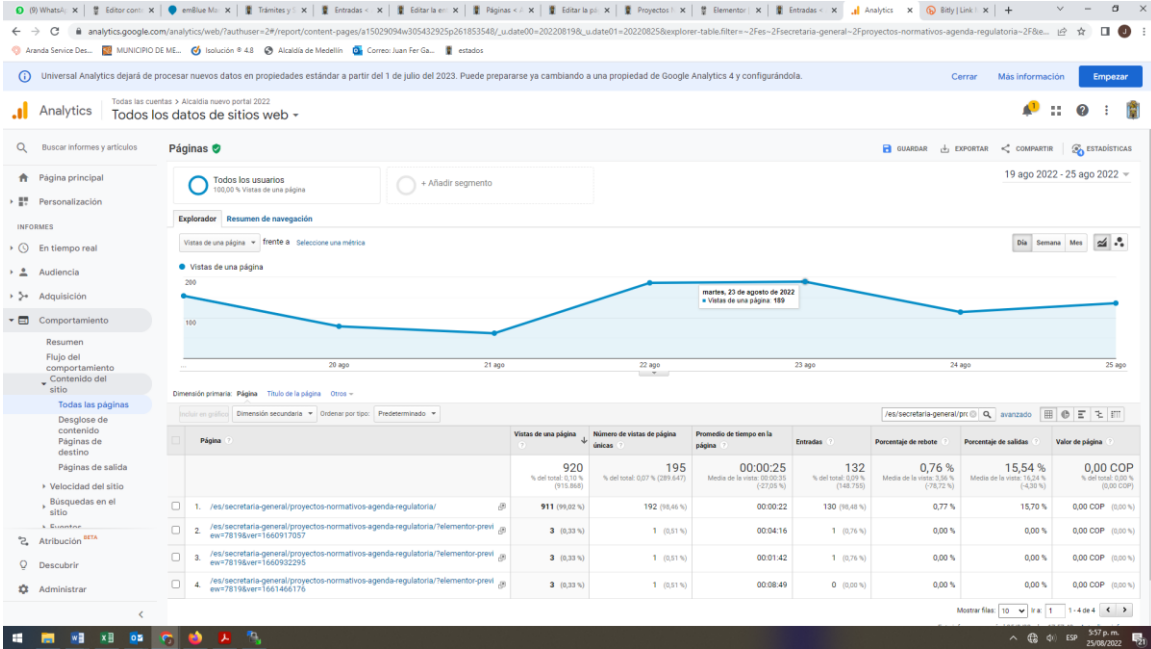 (9) WhatsA
Editor cont
emBlue Ma
Trámites y S
Entradas «
Editar la en
Páginas < A
Editar la pá
Proyectos N
Elementor
Entradas <
Analytics
Bitly | Link
analytics.google.com/analytics/web/?authuser=2#/report/content-pages/a15029094w305432925p261853548/_u.date00=20220819&_u.date01=20220825&explorer-table.filter=~2Fes~2Fsecretaria-general~2Fproyectos-normativos-agenda-regulatoria~2F&e...
Aranda Service Des...
MUNICIPIO DE ME...
Isolución ® 4.8
Alcaldía de Medellín
Correo: Juan Fer Ga...
estados
Universal Analytics dejará de procesar nuevos datos en propiedades estándar a partir del 1 de julio del 2023. Puede prepararse ya cambiando a una propiedad de Google Analytics 4 y configurándola.
Cerrar
Más información
Empezar
Analytics
Todas las cuentas > Alcaldía nuevo portal 2022
Todos los datos de sitios web
Buscar informes y artículos
Página principal
Personalización
INFORMES
En tiempo real
Audiencia
Adquisición
Comportamiento
Resumen
Flujo del
comportamiento
Contenido del
sitio
Todas las páginas
Desglose de
contenido
Páginas de
destino
Páginas de salida
Velocidad del sitio
Búsquedas en el
sitio
Eventos
Atribución BETA
Descubrir
Administrar
Páginas
GUARDAR
EXPORTAR
COMPARTIR
ESTADÍSTICAS
Todos los usuarios
100,00 % Vistas de una página
+ Añadir segmento
19 ago 2022 - 25 ago 2022
Explorador
Resumen de navegación
Vistas de una página
frente a
Seleccione una métrica
Día
Semana
Mes
Vistas de una página
200
100
martes, 23 de agosto de 2022
Vistas de una página: 189
...
20 ago
21 ago
22 ago
23 ago
24 ago
25 ago
Dimensión primaria: Página Título de la página Otros
Incluir en gráfico
Dimensión secundaria
Ordenar por tipo:
Predeterminado
/es/secretaria-general/pro
avanzado
Página
Vistas de una página
Número de vistas de página únicas
Promedio de tiempo en la página
Entradas
Porcentaje de rebote
Porcentaje de salidas
Valor de página
920 195 00:00:25 132 0,76 % 15,54 % 0,00 COP
% del total: 0,10 % (915.868)
% del total: 0,07 % (289.647)
Media de la vista: 00:00:35 (-27,05 %)
% del total: 0,09 % (148.755)
Media de la vista: 3,56 % (-78,72 %)
Media de la vista: 16,24 % (-4,30 %)
% del total: 0,00 % (0,00 COP)
1. /es/secretaria-general/proyectos-normativos-agenda-regulatoria/ 911 (99,02 %) 192 (98,46 %) 00:00:22 130 (98,48 %) 0,77 % 15,70 % 0,00 COP (0,00 %)
2. /es/secretaria-general/proyectos-normativos-agenda-regulatoria/?elementor-previ
ew=7819&ver=1660917057 3 (0,33 %) 1 (0,51 %) 00:04:16 1 (0,76 %) 0,00 % 0,00 % 0,00 COP (0,00 %)
3. /es/secretaria-general/proyectos-normativos-agenda-regulatoria/?elementor-previ
ew=7819&ver=1660932295 3 (0,33 %) 1 (0,51 %) 00:01:42 1 (0,76 %) 0,00 % 0,00 % 0,00 COP (0,00 %)
4. /es/secretaria-general/proyectos-normativos-agenda-regulatoria/?elementor-previ
ew=7819&ver=1661466176 3 (0,33 %) 1 (0,51 %) 00:08:49 0 (0,00 %) 0,00 % 0,00 % 0,00 COP (0,00 %)
Mostrar filas: 10 Ir a: 1 1 - 4 de 4
ESP
5:57 p. m.
25/08/2022